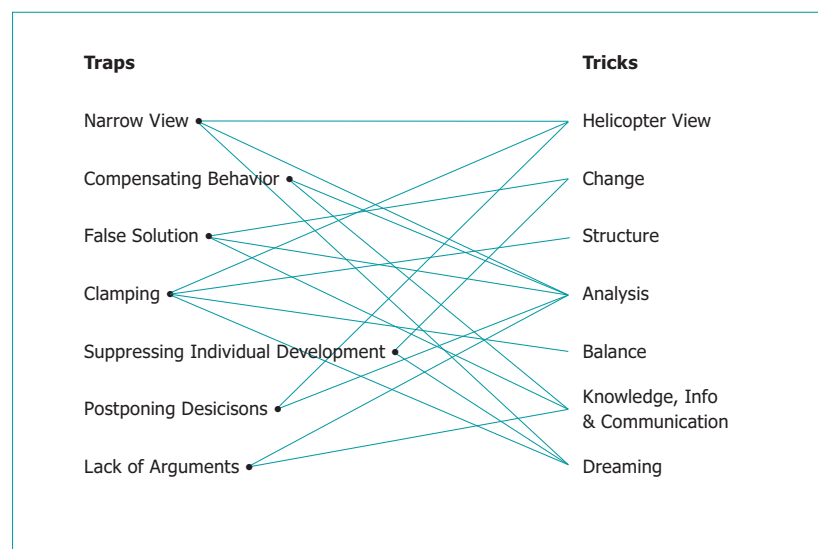 Traps
Narrow View
Compensating Behavior
False Solution
Clamping
Suppressing Individual Development
Postponing Desicisons
Lack of Arguments
Tricks
Helicopter View
Change
Structure
Analysis
Balance
Knowledge, Info
& Communication
Dreaming